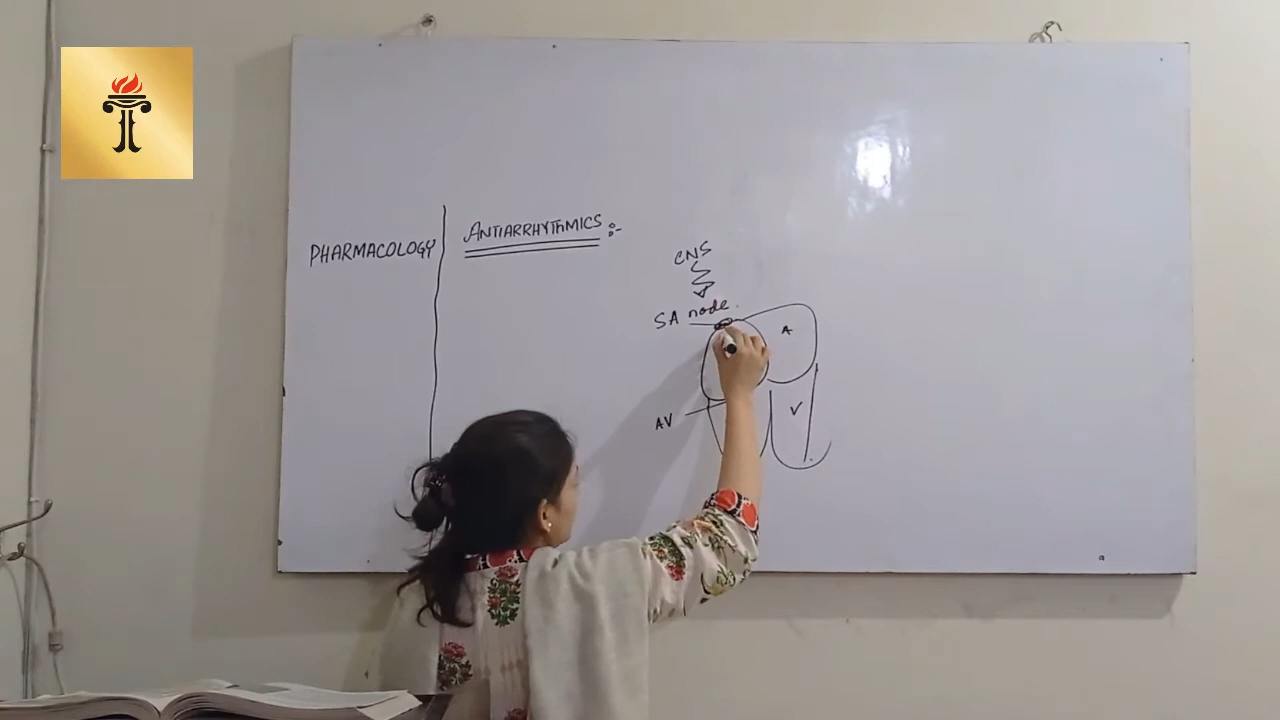 PHARMACOLOGY
ANTIARRHYTHMICS :-
CNS
SA node.
A
AV
V